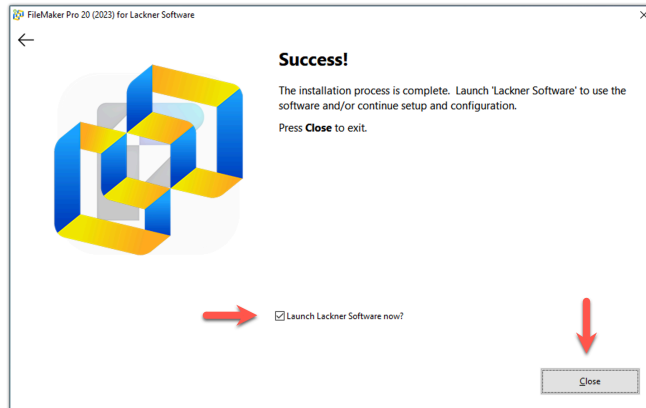 FileMaker Pro 20 (2023) for Lackner Software
Success!
The installation process is complete.  Launch 'Lackner Software' to use the
software and/or continue setup and configuration.
Press Close to exit.
Launch Lackner Software now?
Close